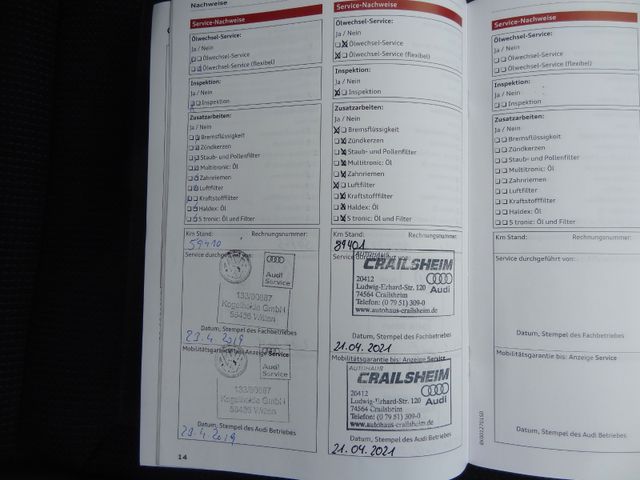 Nachweise
Service-Nachweise
Ölwechsel-Service:
Ja / Nein
Ölwechsel-Service
Ölwechsel-Service (flexibel)
Inspektion:
Ja / Nein
Inspektion
Zusatzarbeiten:
Ja / Nein
Bremsflüssigkeit
Zündkerzen
Staub- und Pollenfilter
Multitronic: Öl
Zahnriemen
Luftfilter
Kraftstofffilter
Haldex: Öl
S tronic: Öl und Filter
Km Stand: Rechnungsnummer:
59410
Service durchgeführt von:
Audi
Service
58456 Witten
Datum, Stempel des Fachbetriebes
23.4.2019
Mobilitätsgarantie bis: Anzeige Service
Audi
Service
58456 Witten
Datum, Stempel des Audi Betriebes
23.4.2019
14
Service-Nachweise
Ölwechsel-Service:
Ja / Nein
Ölwechsel-Service
Ölwechsel-Service (flexibel)
Inspektion:
Ja / Nein
Inspektion
Zusatzarbeiten:
Ja / Nein
Bremsflüssigkeit
Zündkerzen
Staub- und Pollenfilter
Multitronic: Öl
Zahnriemen
Luftfilter
Kraftstofffilter
Haldex: Öl
S tronic: Öl und Filter
Km Stand: Rechnungsnummer:
89401
AUTOHAUS
CRAILSHEIM
20412
Ludwig-Erhard-Str. 120
74564 Crailsheim
Audi
Telefon: (0 79 51) 309-0
www.autohaus-crailsheim.de
Datum, Stempel des Fachbetriebes
21.04.2021
Mobilitätsgarantie bis: Anzeige Service
AUTOHAUS
CRAILSHEIM
20412
Ludwig-Erhard-Str. 120
74564 Crailsheim
Audi
Telefon: (0 79 51) 309-0
www.autohaus-crailsheim.de
Datum, Stempel des Audi Betriebes
21.04.2021
Service-Nachweise
Ölwechsel-Service:
Ja / Nein
Ölwechsel-Service
Ölwechsel-Service (flexibel)
Inspektion:
Ja / Nein
Inspektion
Zusatzarbeiten:
Ja / Nein
Bremsflüssigkeit
Zündkerzen
Staub- und Pollenfilter
Multitronic: Öl
Zahnriemen
Luftfilter
Kraftstofffilter
Haldex: Öl
S tronic: Öl und Filter
Km Stand: Rechnungsnummer:
Service durchgeführt von:
Datum, Stempel des Fachbetriebes
Mobilitätsgarantie bis: Anzeige Service
Datum, Stempel des Audi Betriebes